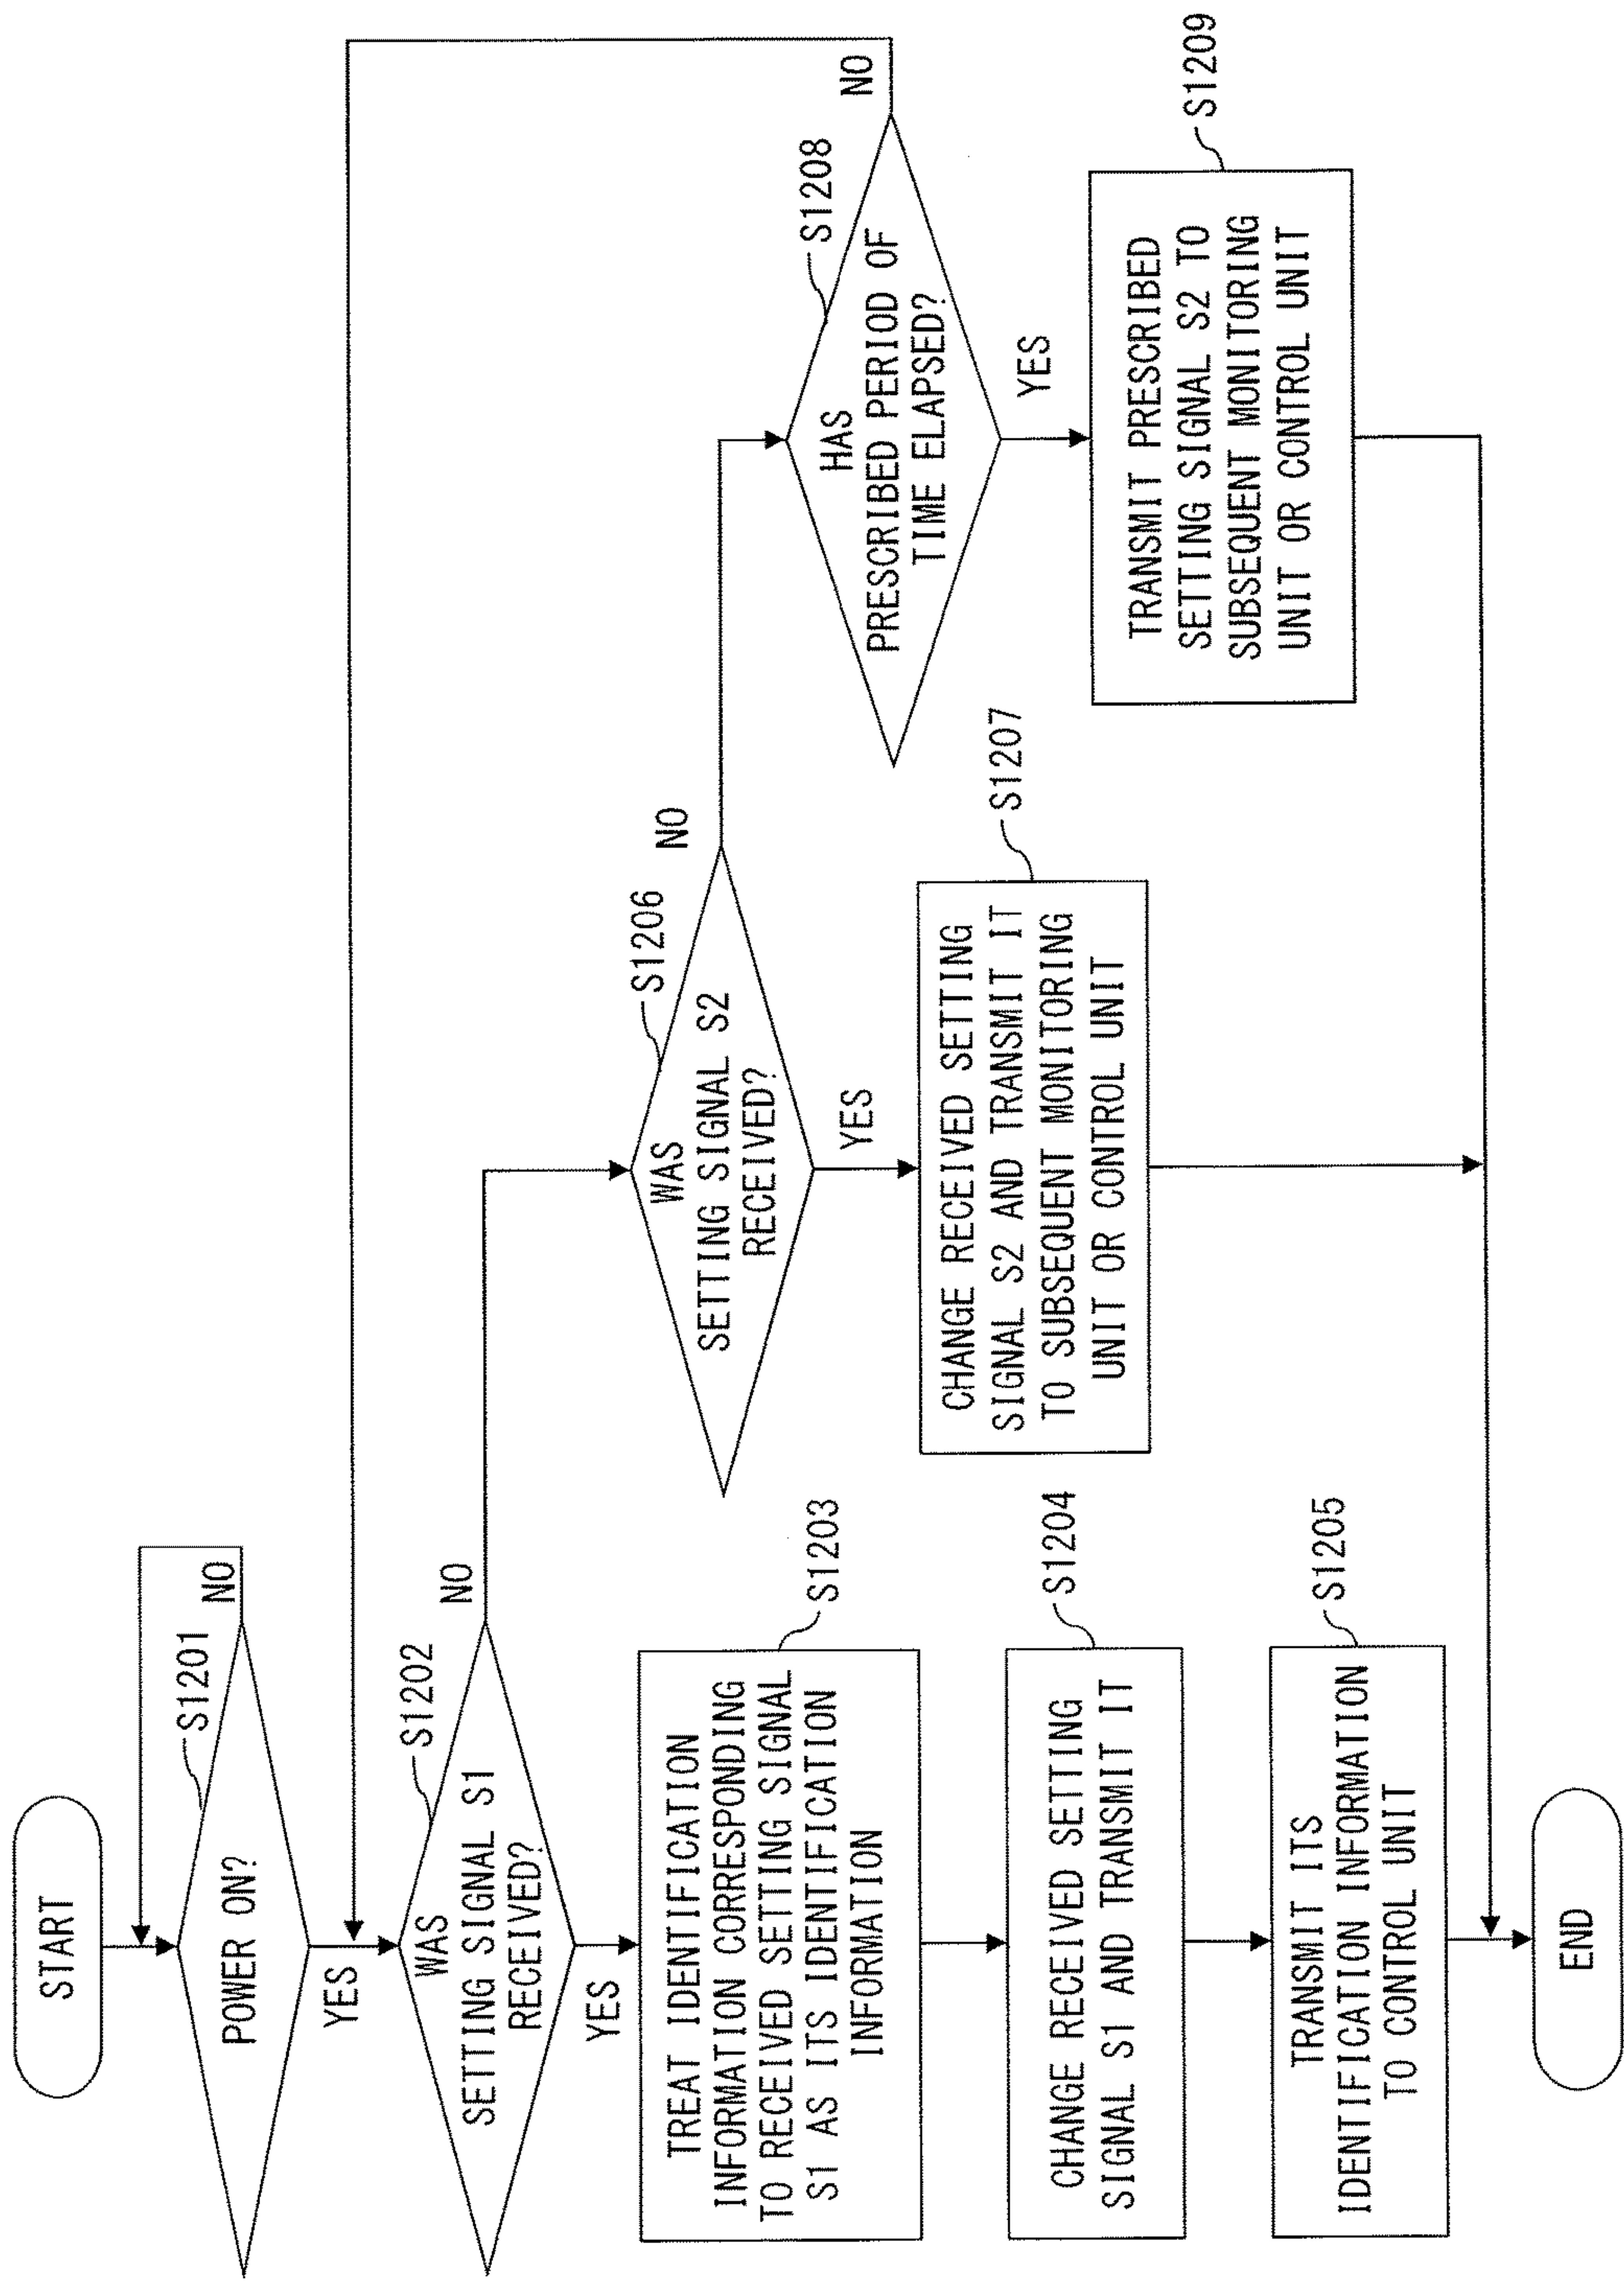 START
POWER ON?
S1201
NO
YES
WAS
SETTING SIGNAL S1
RECEIVED?
S1202
NO
YES
TREAT IDENTIFICATION
INFORMATION CORRESPONDING
TO RECEIVED SETTING SIGNAL
S1 AS ITS IDENTIFICATION
INFORMATION
S1203
CHANGE RECEIVED SETTING
SIGNAL S1 AND TRANSMIT IT
S1204
TRANSMIT ITS
IDENTIFICATION INFORMATION
TO CONTROL UNIT
S1205
WAS
SETTING SIGNAL S2
RECEIVED?
S1206
NO
YES
CHANGE RECEIVED SETTING
SIGNAL S2 AND TRANSMIT IT
TO SUBSEQUENT MONITORING
UNIT OR CONTROL UNIT
S1207
HAS
PRESCRIBED PERIOD OF
TIME ELAPSED?
S1208
NO
YES
TRANSMIT PRESCRIBED
SETTING SIGNAL S2 TO
SUBSEQUENT MONITORING
UNIT OR CONTROL UNIT
S1209
END